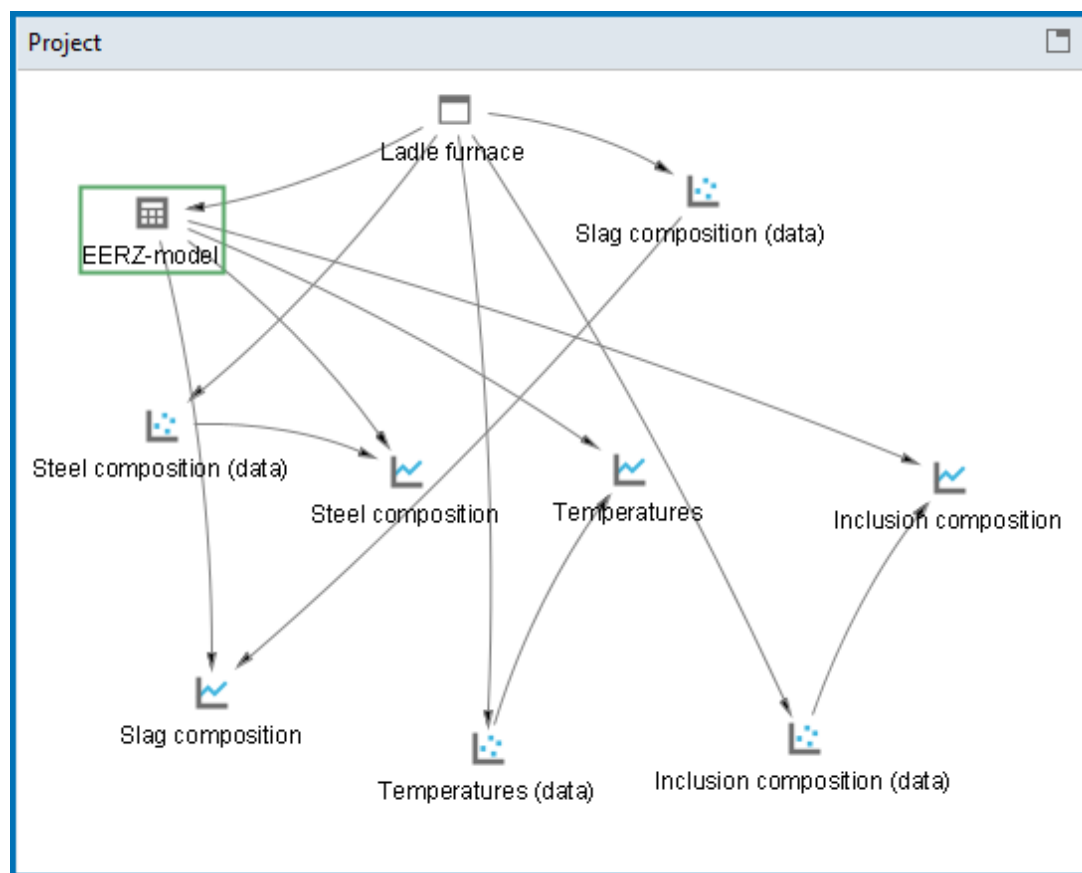 Project
Ladle furnace
Slag composition (data)
EERZ-model
Steel composition (data)
Steel composition
Temperatures
Inclusion composition
Slag composition
Temperatures (data)
Inclusion composition (data)